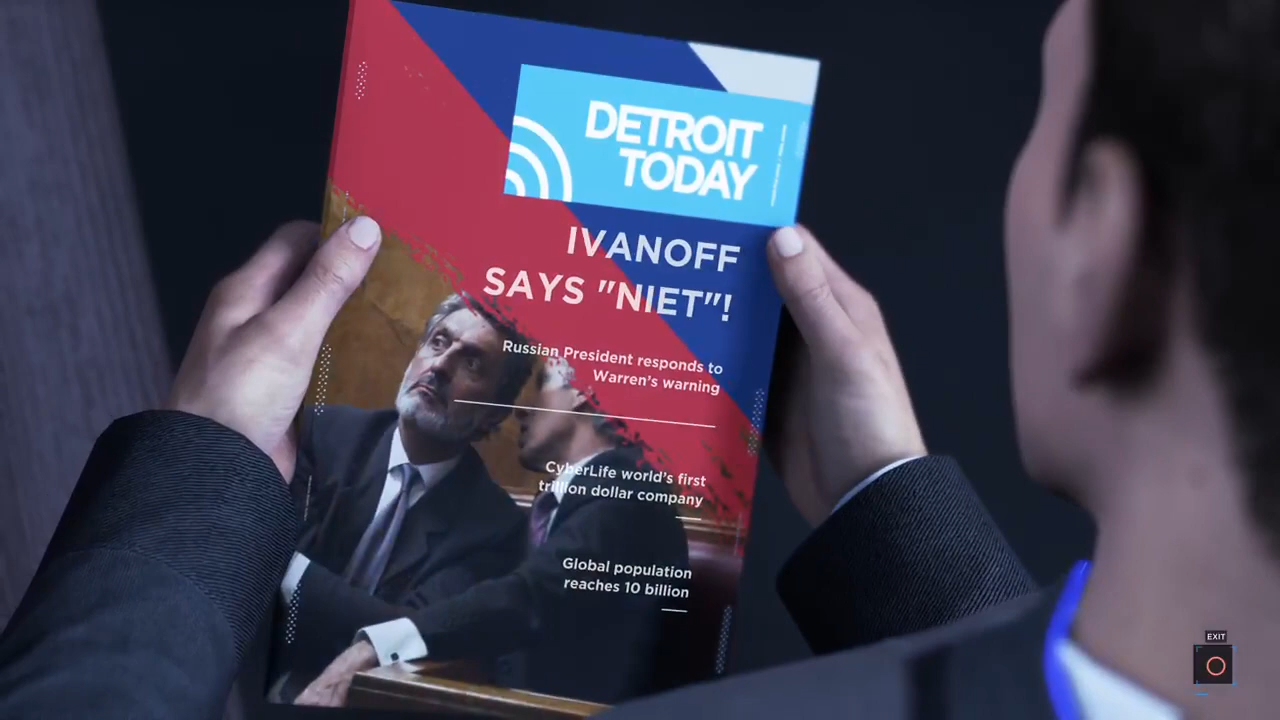 DETROIT
TODAY
IVANOFF
SAYS "NIET"!
Russian President responds to
Warren's warning
CyberLife world's first
trillion dollar company
Global population
reaches 10 billion
EXIT